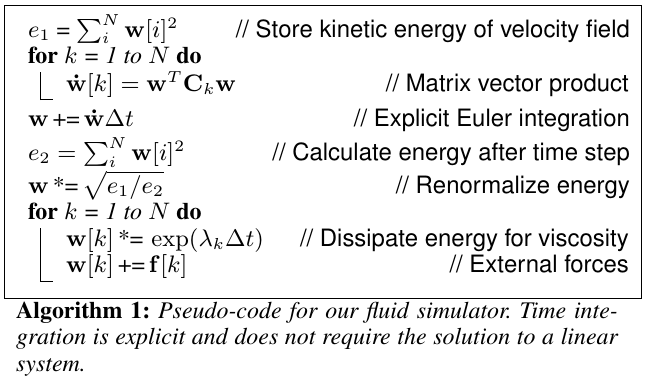 e₁ = ∑ᵢᴺ w[i]² // Store kinetic energy of velocity field
for k = 1 to N do
ẇ[k] = wᵀCₖw // Matrix vector product
w += ẇΔt // Explicit Euler integration
e₂ = ∑ᵢᴺ w[i]² // Calculate energy after time step
w *= √(e₁/e₂) // Renormalize energy
for k = 1 to N do
w[k] *= exp(λₖΔt) // Dissipate energy for viscosity
w[k] += f[k] // External forces
Algorithm 1: Pseudo-code for our fluid simulator. Time inte-
gration is explicit and does not require the solution to a linear
system.